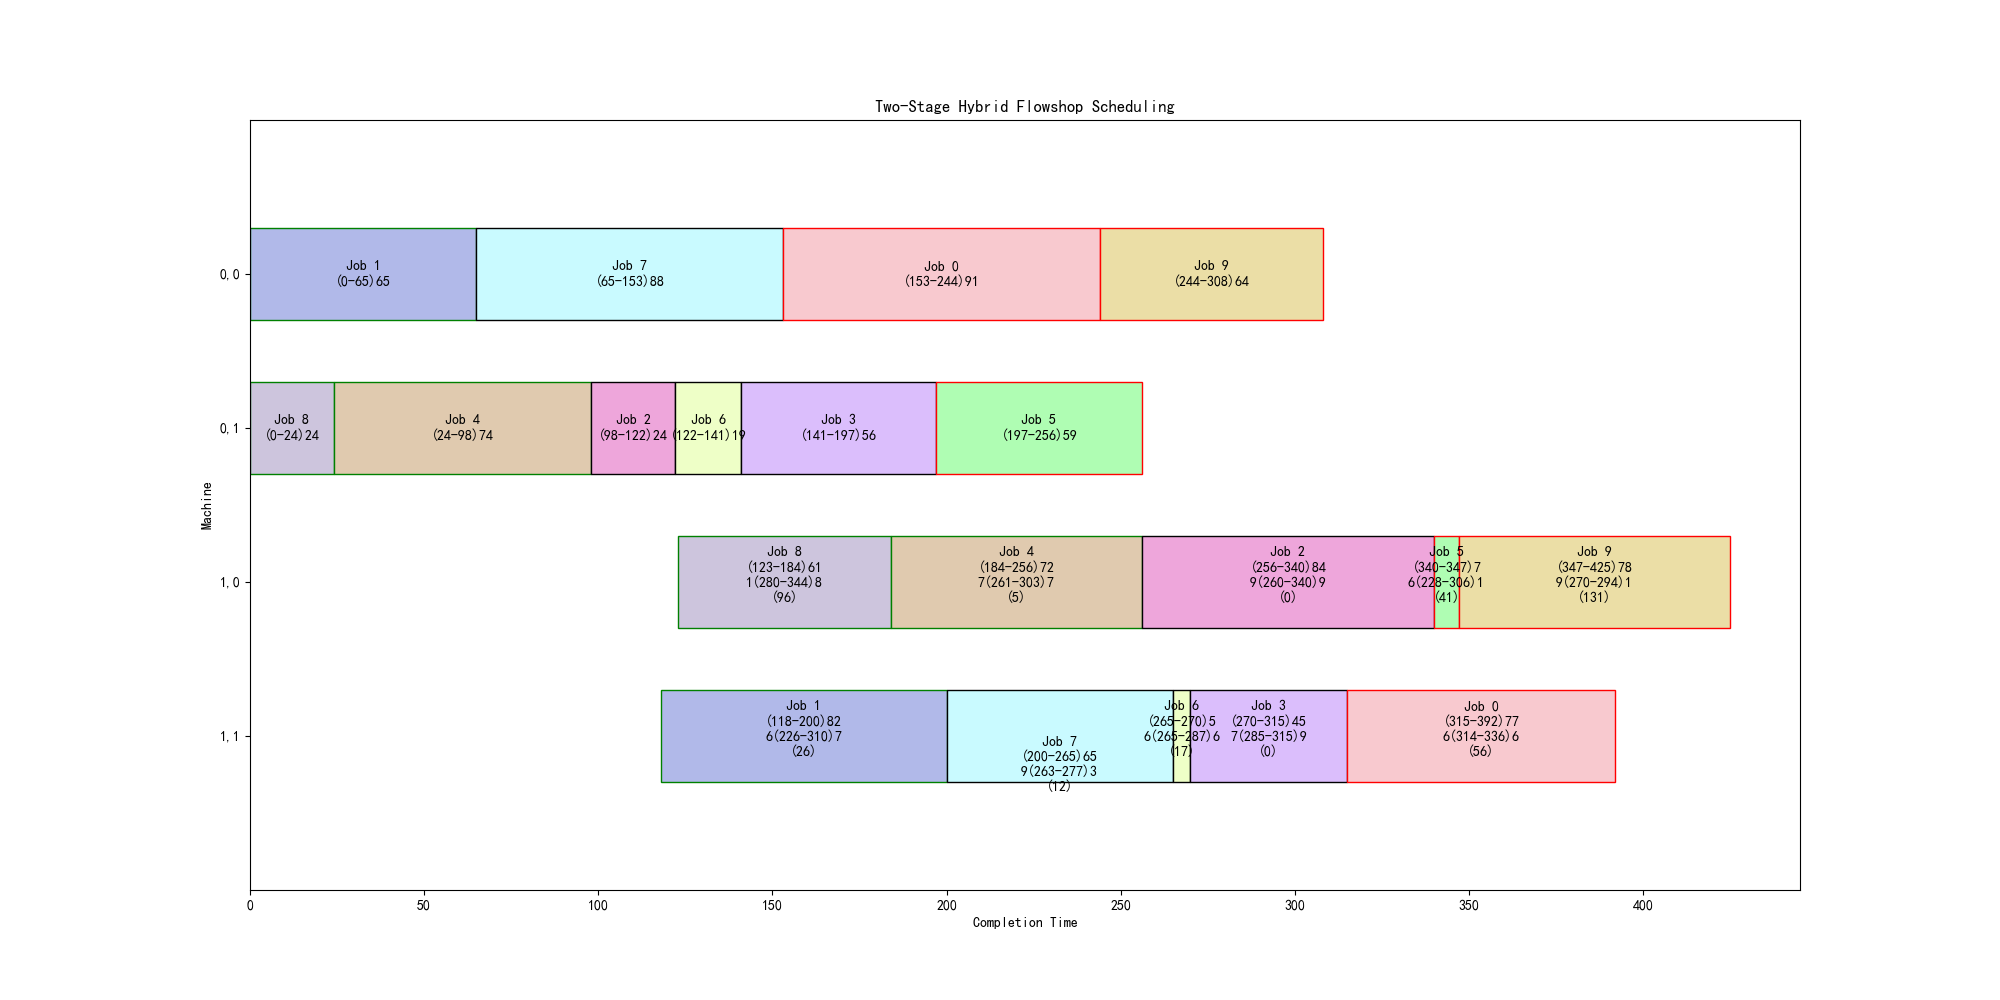 Two-Stage Hybrid Flowshop Scheduling
0,0
Job 1
(0-65)65
Job 7
(65-153)88
Job 0
(153-244)91
Job 9
(244-308)64
0,1
Job 8
(0-24)24
Job 4
(24-98)74
Job 2
(98-122)24
Job 6
(122-141)19
Job 3
(141-197)56
Job 5
(197-256)59
Machine
1,0
Job 8
(123-184)61
1(280-344)8
(96)
Job 4
(184-256)72
7(261-303)7
(5)
Job 2
(256-340)84
9(260-340)9
(0)
Job 5
(340-347)7
6(228-306)1
(41)
Job 9
(347-425)78
9(270-294)1
(131)
1,1
Job 1
(118-200)82
6(226-310)7
(26)
Job 7
(200-265)65
9(263-277)3
(12)
Job 6
(265-270)5
6(265-287)6
(17)
Job 3
(270-315)45
7(285-315)9
(0)
Job 0
(315-392)77
6(314-336)6
(56)
0 50 100 150 200 250 300 350 400
Completion Time